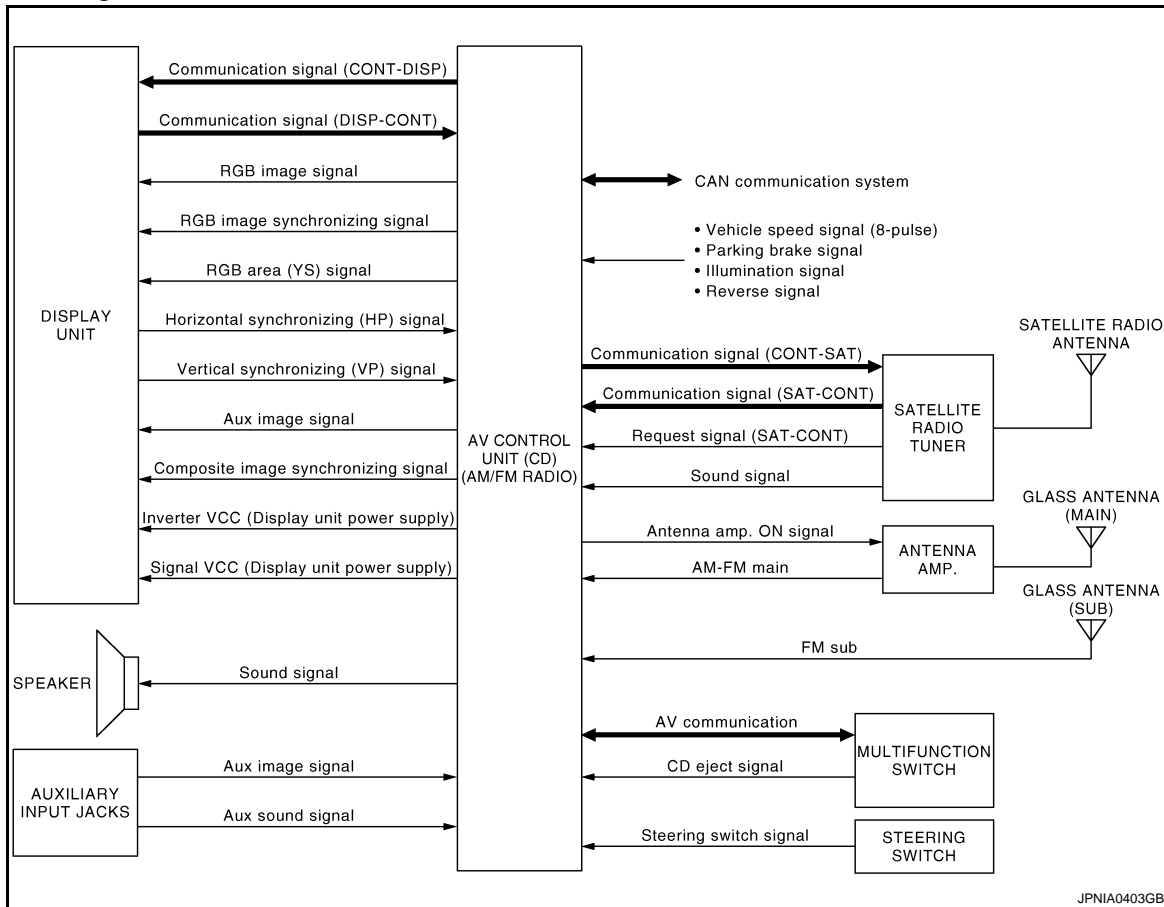 Communication signal (CONT-DISP)
Communication signal (DISP-CONT)
RGB image signal
RGB image synchronizing signal
RGB area (YS) signal
DISPLAY
UNIT
Horizontal synchronizing (HP) signal
Vertical synchronizing (VP) signal
Aux image signal
Composite image synchronizing signal
Inverter VCC (Display unit power supply)
Signal VCC (Display unit power supply)
SPEAKER
Sound signal
AUXILIARY
INPUT JACKS
Aux image signal
Aux sound signal
AV CONTROL
UNIT (CD)
(AM/FM RADIO)
CAN communication system
• Vehicle speed signal (8-pulse)
• Parking brake signal
• Illumination signal
• Reverse signal
SATELLITE RADIO
ANTENNA
Communication signal (CONT-SAT)
Communication signal (SAT-CONT)
Request signal (SAT-CONT)
Sound signal
SATELLITE
RADIO
TUNER
GLASS ANTENNA
(MAIN)
Antenna amp. ON signal
AM-FM main
ANTENNA
AMP.
GLASS ANTENNA
(SUB)
FM sub
AV communication
CD eject signal
MULTIFUNCTION
SWITCH
Steering switch signal
STEERING
SWITCH
JPNIA0403GB